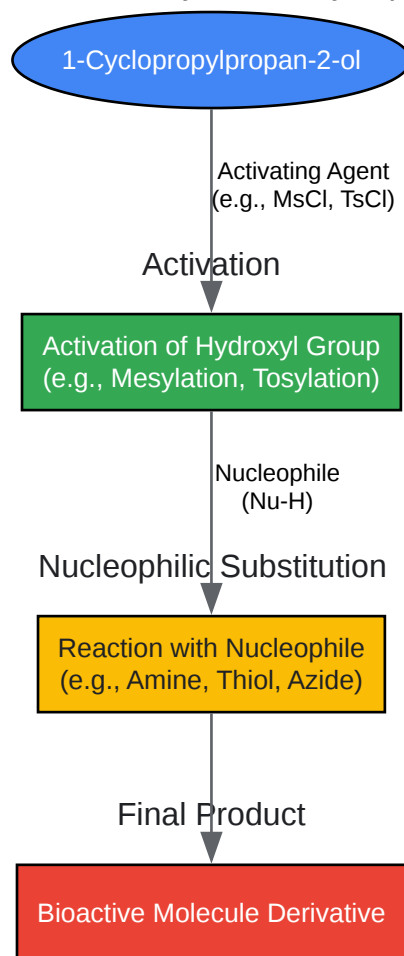 1-Cyclopropylpropan-2-ol
Activating Agent
(e.g., MsCl, TsCl)
Activation
Activation of Hydroxyl Group
(e.g., Mesylation, Tosylation)
Nucleophile
(Nu-H)
Nucleophilic Substitution
Reaction with Nucleophile
(e.g., Amine, Thiol, Azide)
Final Product
Bioactive Molecule Derivative